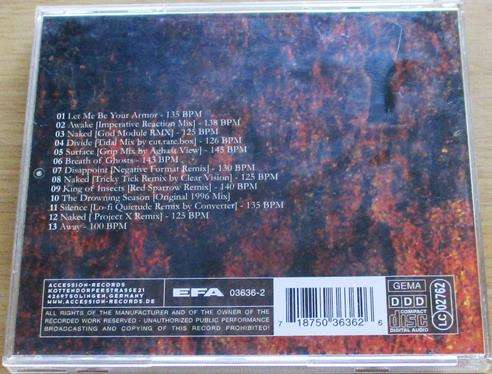 01 Let Me Be Your Armor - 135 BPM
02 Awake [Imperative Reaction Mix] - 138 BPM
03 Naked [God Module RMX] - 125 BPM
04 Divide [Tidal Mix by cut.rate.box] - 126 BPM
05 Surface [Grip Mix by Aghast View] - 145 BPM
06 Breath of Ghosts - 143 BPM
07 Disappoint [Negative Format Remix] - 130 BPM
08 Naked [Tricky Tick Remix by Clear Vision] - 125 BPM
09 King of Insects [Red Sparrow Remix] - 140 BPM
10 The Drowning Season [Original 1996 Mix]
11 Silence [Lo-fi Quietude Remix by Converter] - 135 BPM
12 Naked [ Project X Remix] - 125 BPM
13 Away - 100 BPM
ACCESSION-RECORDS
HOTTENDORFERSTRASSE21
42697SOLINGEN,GERMANY
WWW.ACCESSION-RECORDS.DE
EFA 03636-2
ALL RIGHTS OF THE MANUFACTURER AND OF THE OWNER OF THE
RECORDED WORK RESERVED - UNAUTHORIZED PUBLIC PERFORMANCE
BROADCASTING AND COPYING OF THIS RECORD PROHIBITED!
7 18750 36362 6
GEMA
DDD
COMPACT
disc
DIGITAL AUDIO
LC 02762